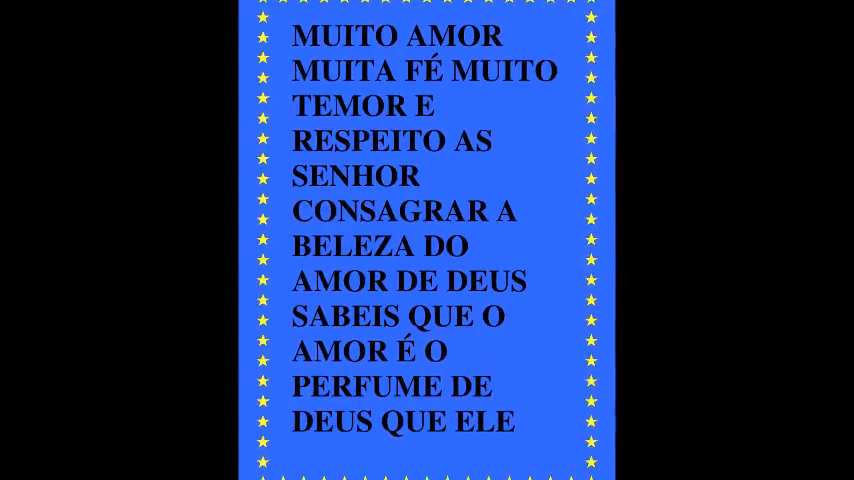 MUITO AMOR
MUITA FÉ MUITO
TEMOR E
RESPEITO AS
SENHOR
CONSAGRAR A
BELEZA DO
AMOR DE DEUS
SABEIS QUE O
AMOR É O
PERFUME DE
DEUS QUE ELE